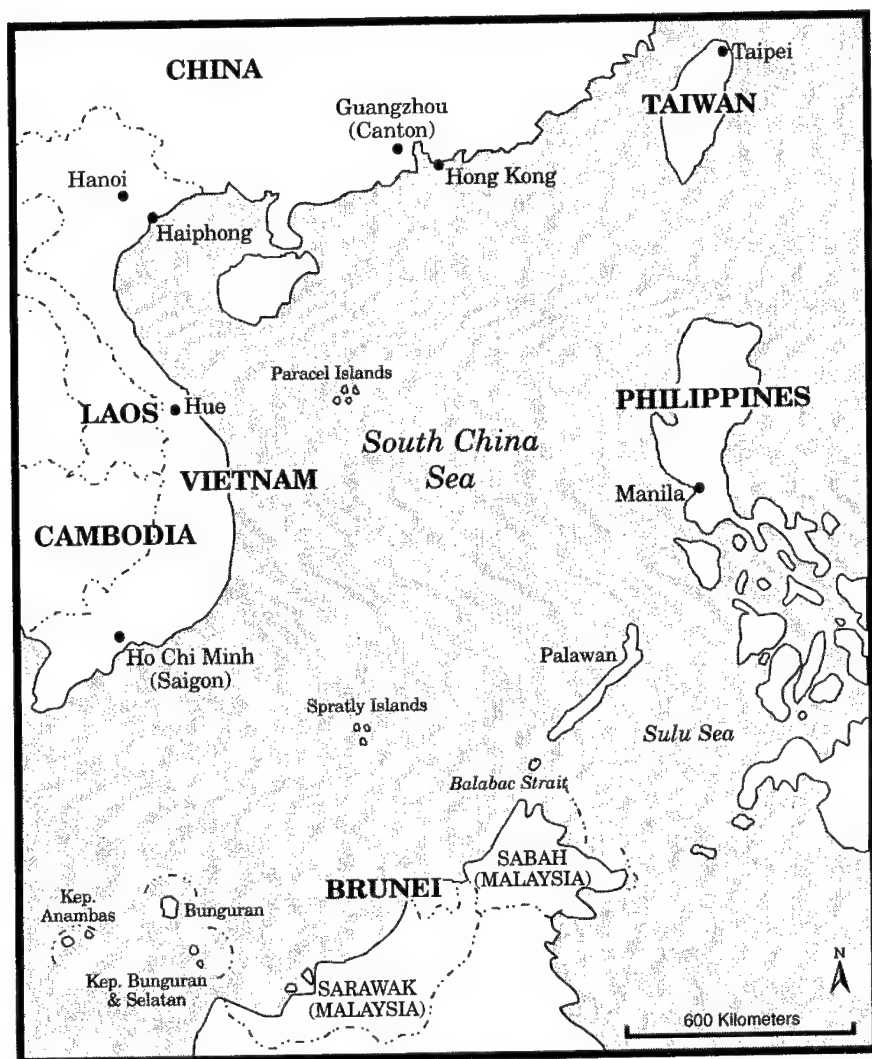 CHINA
Taipei
TAIWAN
Guangzhou
(Canton)
Hong Kong
Hanoi
Haiphong
Paracel Islands
LAOS
Hue
PHILIPPINES
South China
Sea
VIETNAM
Manila
CAMBODIA
Ho Chi Minh
(Saigon)
Palawan
Spratly Islands
Sulu Sea
Balabac Strait
SABAH
(MALAYSIA)
BRUNEI
Kep.
Anambas
Bunguran
Kep. Bunguran
& Selatan
SARAWAK
(MALAYSIA)
N
600 Kilometers